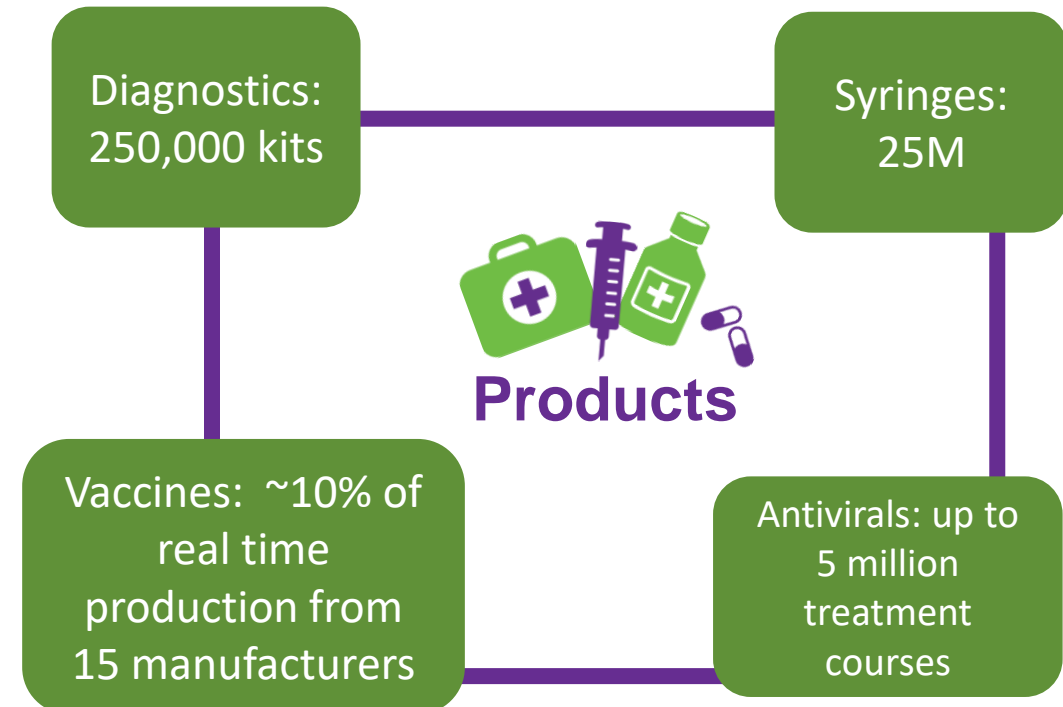 Diagnostics:
250,000 kits
Syringes:
25M
Products
Vaccines:  ~10% of
real time
production from
15 manufacturers
Antivirals: up to
5 million
treatment
courses